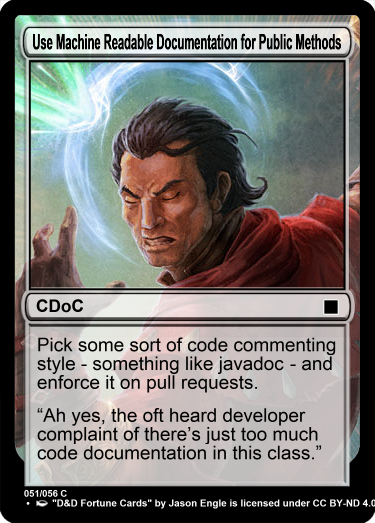 Use Machine Readable Documentation for Public Methods
CDoC
Pick some sort of code commenting
style - something like javadoc - and
enforce it on pull requests.
“Ah yes, the oft heard developer
complaint of there’s just too much
code documentation in this class.”
051/056 C
• "D&D Fortune Cards" by Jason Engle is licensed under CC BY-ND 4.0